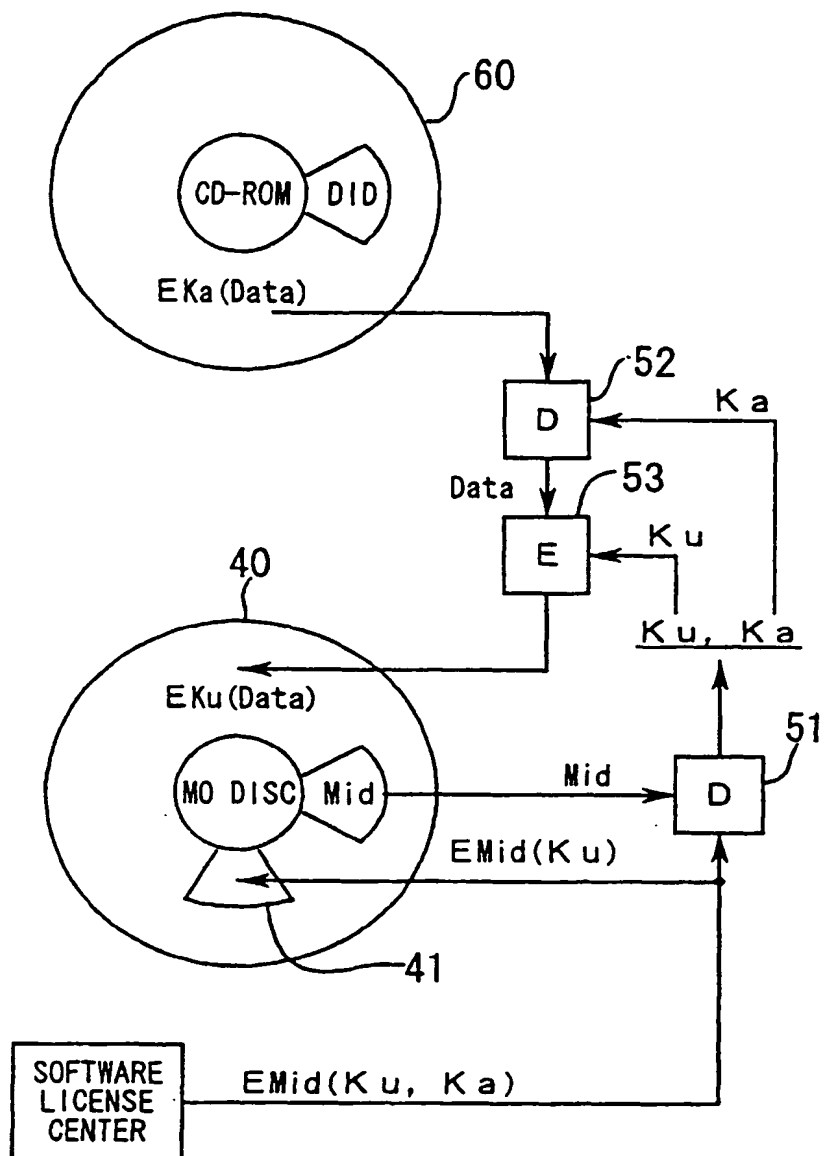 60
CD-ROM
DID
EKa(Data)
52
Ka
D
Data
53
Ku
E
40
Ku, Ka
EKu(Data)
51
MO DISC
Mid
Mid
D
EMid(Ku)
41
SOFTWARE
LICENSE
CENTER
EMid(Ku, Ka)